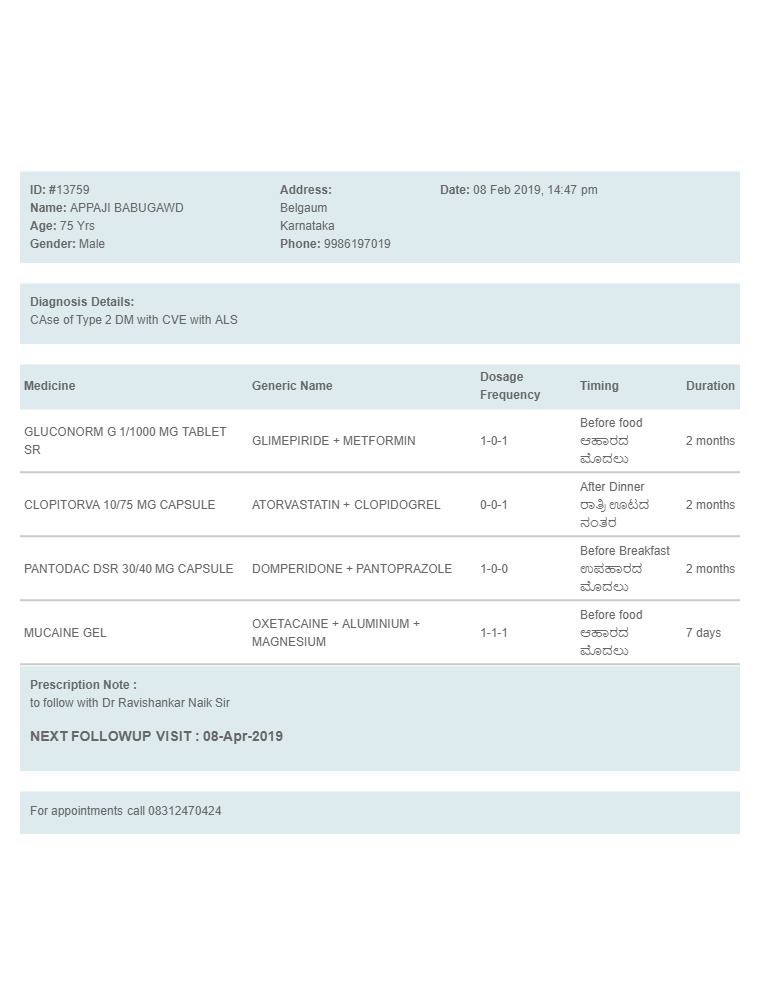 ID: #13759
Name: APPAJI BABUGAWD
Age: 75 Yrs
Gender: Male
Address:
Belgaum
Karnataka
Phone: 9986197019
Date: 08 Feb 2019, 14:47 pm
Diagnosis Details:
CAse of Type 2 DM with CVE with ALS
Medicine Generic Name Dosage Frequency Timing Duration
GLUCONORM G 1/1000 MG TABLET SR GLIMEPIRIDE + METFORMIN 1-0-1 Before food ಆಹಾರದ ಮೊದಲು 2 months
CLOPITORVA 10/75 MG CAPSULE ATORVASTATIN + CLOPIDOGREL 0-0-1 After Dinner ರಾತ್ರಿ ಊಟದ ನಂತರ 2 months
PANTODAC DSR 30/40 MG CAPSULE DOMPERIDONE + PANTOPRAZOLE 1-0-0 Before Breakfast ಉಪಹಾರದ ಮೊದಲು 2 months
MUCAINE GEL OXETACAINE + ALUMINIUM + MAGNESIUM 1-1-1 Before food ಆಹಾರದ ಮೊದಲು 7 days
Prescription Note :
to follow with Dr Ravishankar Naik Sir
NEXT FOLLOWUP VISIT : 08-Apr-2019
For appointments call 08312470424